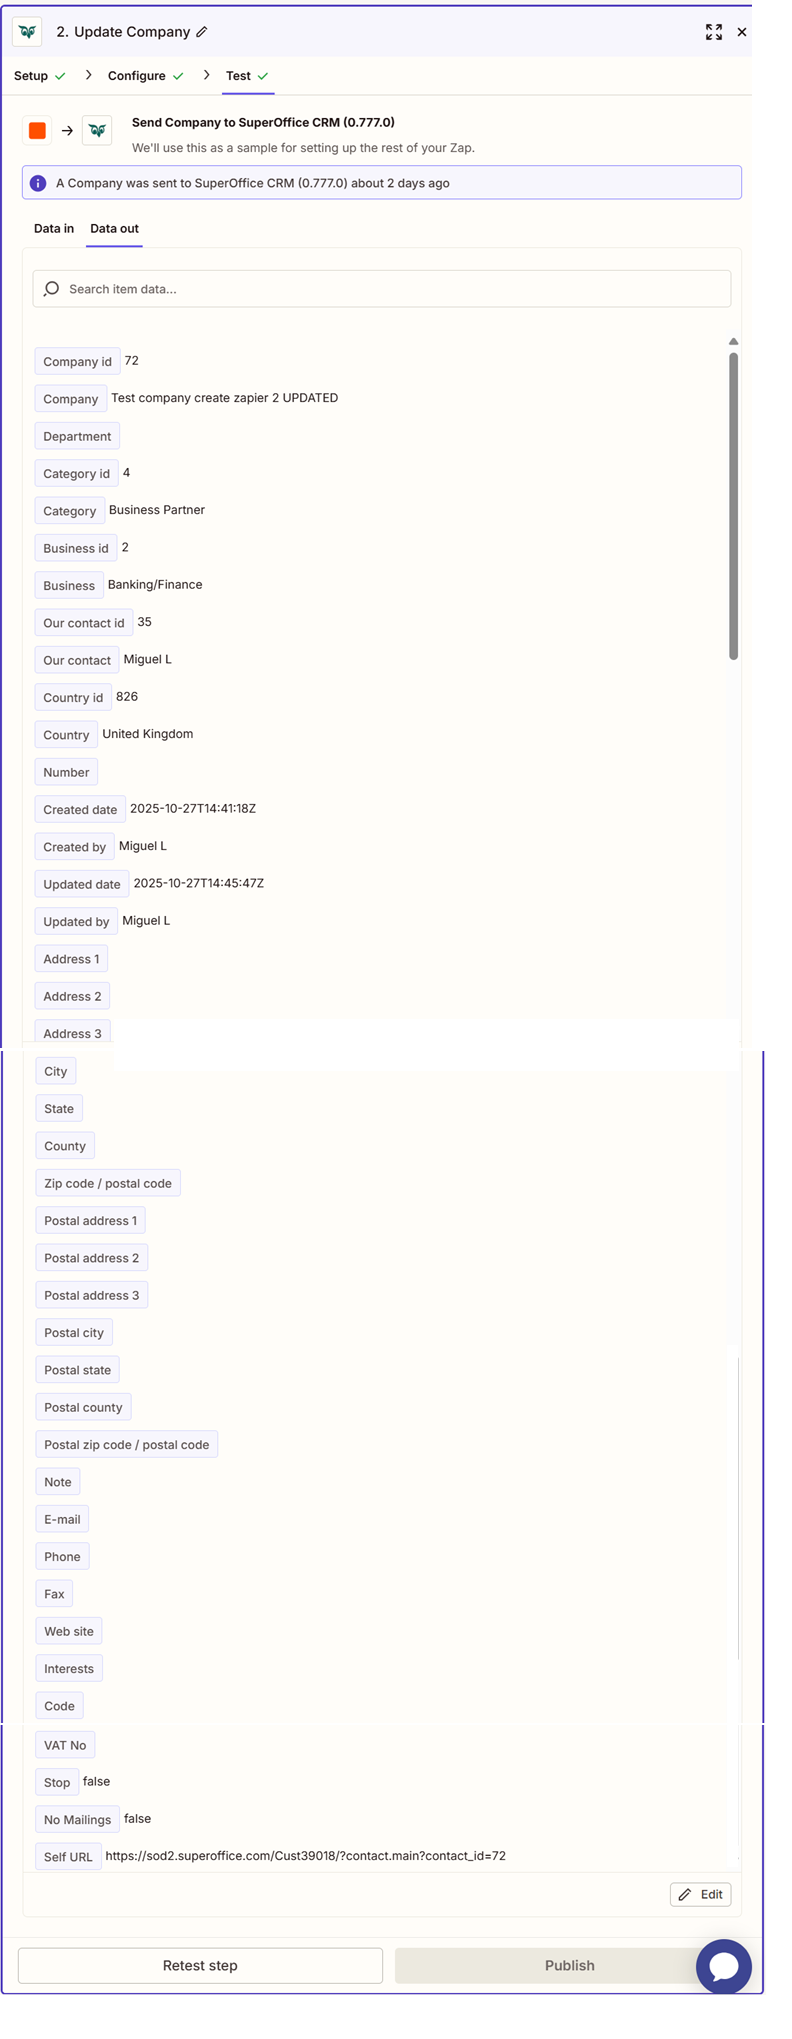 2. Update Company
Setup
Configure
Test
Send Company to SuperOffice CRM (0.777.0)
We'll use this as a sample for setting up the rest of your Zap.
A Company was sent to SuperOffice CRM (0.777.0) about 2 days ago
Data in
Data out
Search item data...
Company id 72
Company Test company create zapier 2 UPDATED
Department
Category id 4
Category Business Partner
Business id 2
Business Banking/Finance
Our contact id 35
Our contact Miguel L
Country id 826
Country United Kingdom
Number
Created date 2025-10-27T14:41:18Z
Created by Miguel L
Updated date 2025-10-27T14:45:47Z
Updated by Miguel L
Address 1
Address 2
Address 3
City
State
County
Zip code / postal code
Postal address 1
Postal address 2
Postal address 3
Postal city
Postal state
Postal county
Postal zip code / postal code
Note
E-mail
Phone
Fax
Web site
Interests
Code
VAT No
Stop false
No Mailings false
Self URL https://sod2.superoffice.com/Cust39018/?contact.main?contact_id=72
Edit
Retest step
Publish